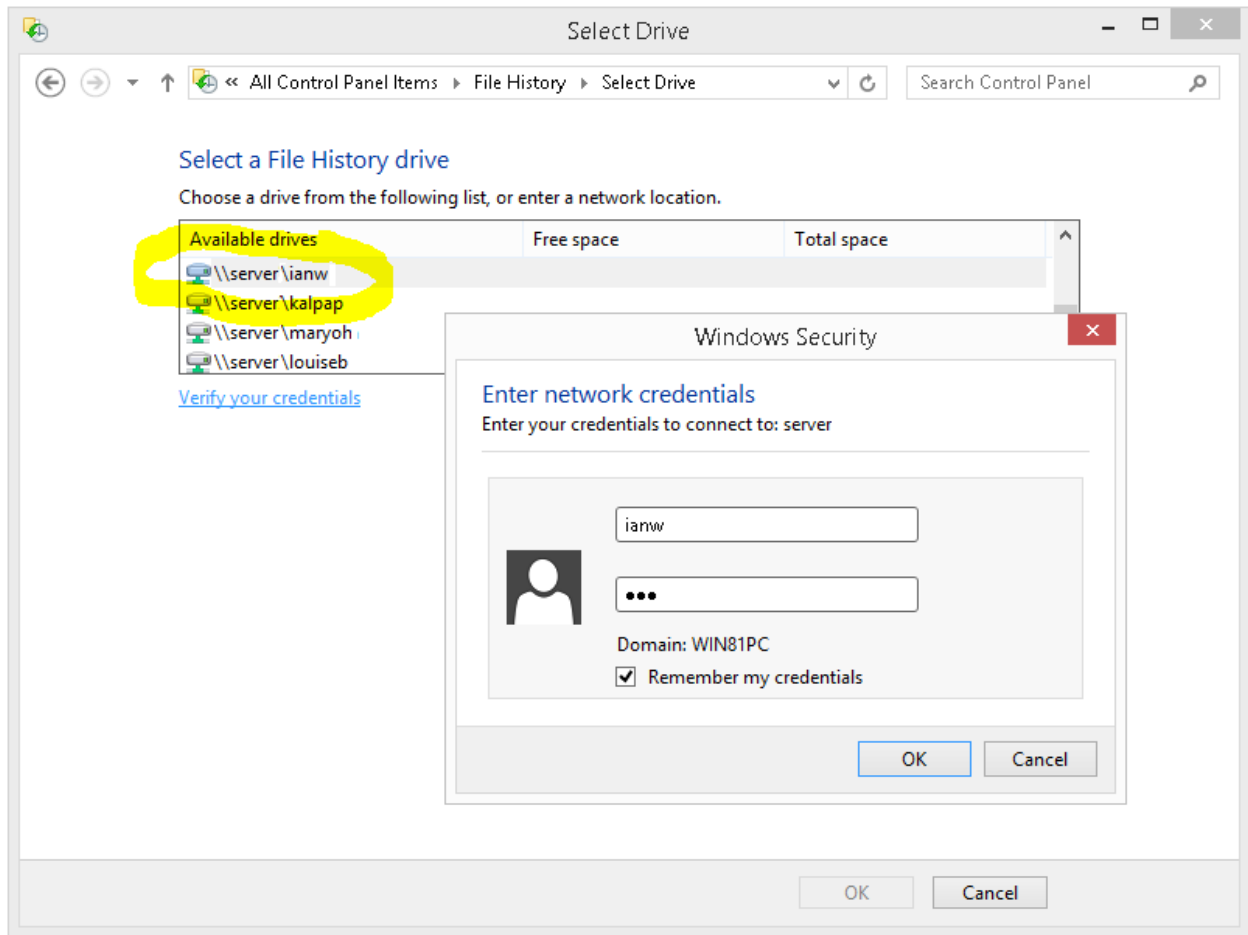 Select Drive
« All Control Panel Items ▸ File History ▸ Select Drive
Search Control Panel
Select a File History drive
Choose a drive from the following list, or enter a network location.
Available drives Free space Total space
\\server\ianw
\\server\kalpap
\\server\maryoh
\\server\louiseb
Verify your credentials
Windows Security
Enter network credentials
Enter your credentials to connect to: server
ianw
●●●
Domain: WIN81PC
Remember my credentials
OK Cancel
OK Cancel